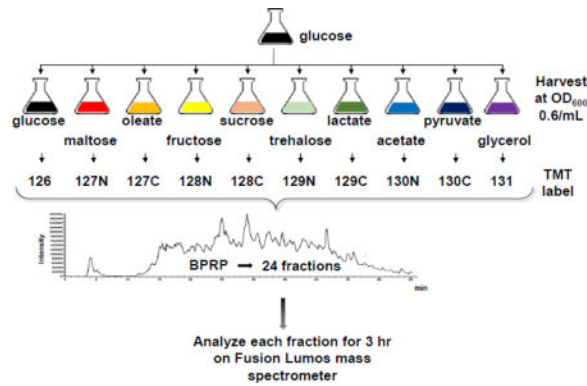 glucose
glucose oleate sucrose lactate pyruvate
maltose fructose trehalose acetate glycerol
Harvest
at OD600
0.6/mL
126 127N 127C 128N 128C 129N 129C 130N 130C 131
TMT
label
Intensity
BPRP → 24 fractions
min
Analyze each fraction for 3 hr
on Fusion Lumos mass
spectrometer